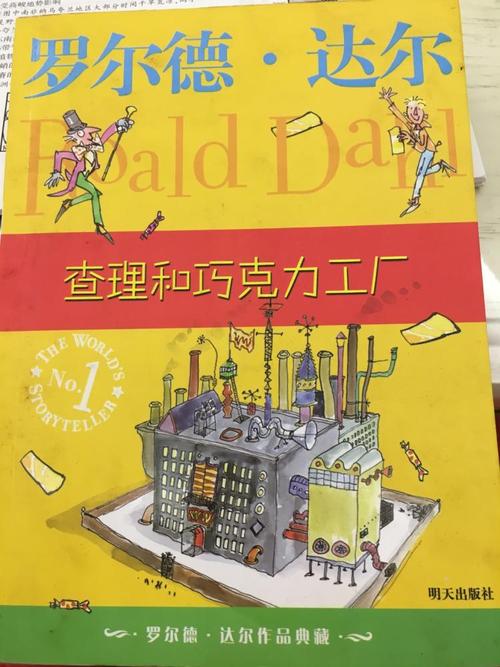 罗尔德·达尔
Roald Dahl
查理和巧克力工厂
THE WORLD'S
No.1
STORYTELLER
明天出版社
罗尔德·达尔作品典藏